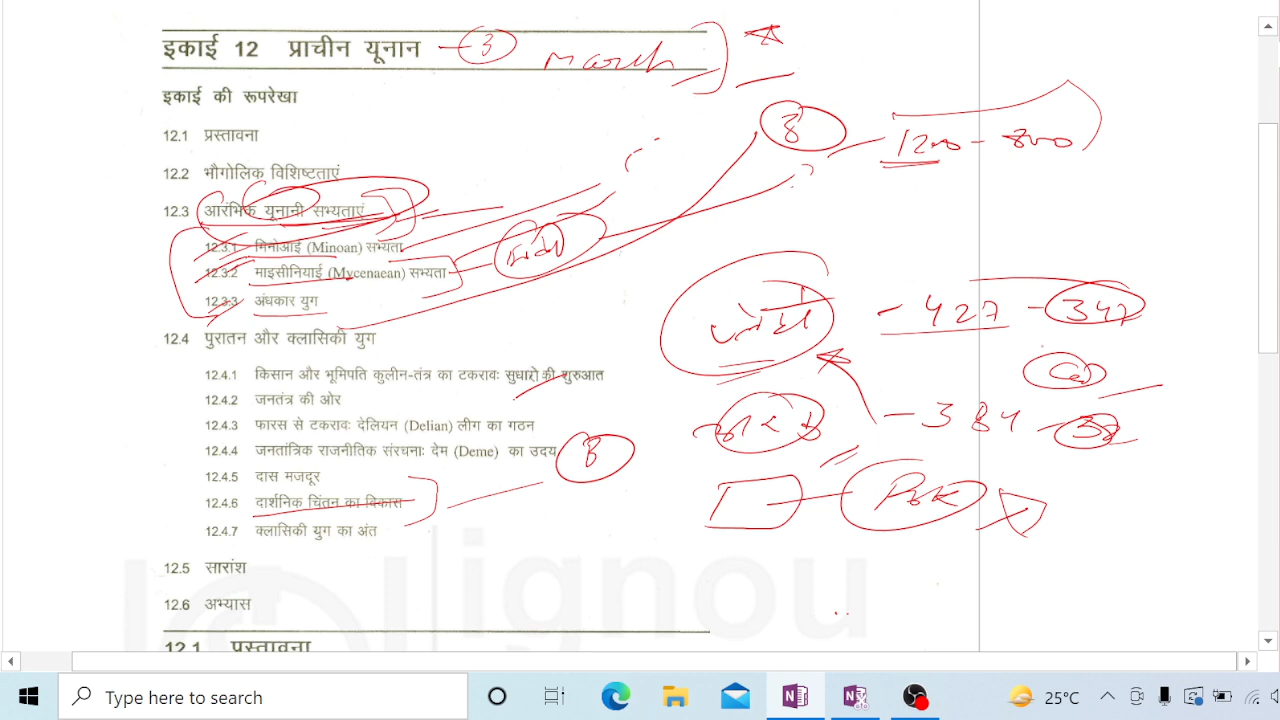 इकाई 12 प्राचीन यूनान - 3 March
इकाई की रूपरेखा
12.1 प्रस्तावना
12.2 भौगोलिक विशिष्टताएं
12.3 आरंभिक यूनानी सभ्यताएं
12.3.1 मिनोआई (Minoan) सभ्यता
12.3.2 माइसीनियाई (Mycenaean) सभ्यता
12.3.3 अंधकार युग
1200 - 800
12.4 पुरातन और क्लासिकी युग
- 427 - 347
12.4.1 किसान और भूमिपति कुलीन-तंत्र का टकरावः सुधारों की शुरुआत
12.4.2 जनतंत्र की ओर
12.4.3 फारस से टकरावः देलियन (Delian) लीग का गठन
- 384
12.4.4 जनतांत्रिक राजनीतिक संरचनाः देम (Deme) का उदय
12.4.5 दास मजदूर
12.4.6 दार्शनिक चिंतन का विकास
12.4.7 क्लासिकी युग का अंत
12.5 सारांश
12.6 अभ्यास
ignou
12.1 प्रस्तावना
Type here to search
25°C